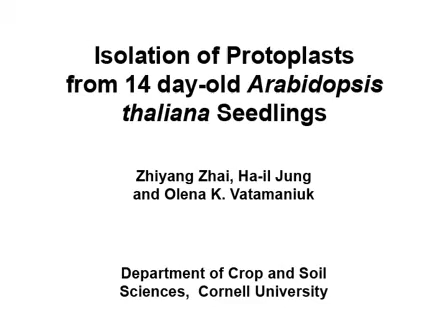 Isolation of Protoplasts
from 14 day-old Arabidopsis
thaliana Seedlings
Zhiyang Zhai, Ha-il Jung
and Olena K. Vatamaniuk
Department of Crop and Soil
Sciences, Cornell University